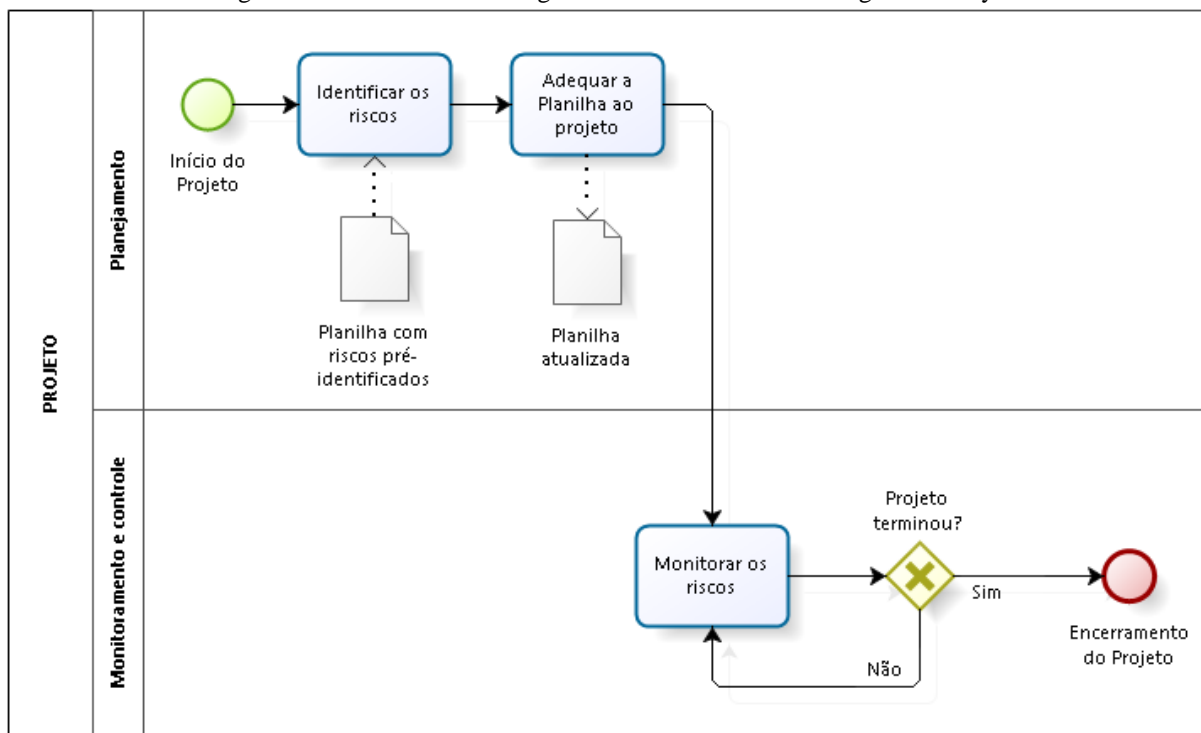 PROJETO
Planejamento
Início do
Projeto
Identificar os
riscos
Adequar a
Planilha ao
projeto
Planilha com
riscos pré-
identificados
Planilha
atualizada
Monitoramento e controle
Monitorar os
riscos
Projeto
terminou?
Sim
Não
Encerramento
do Projeto